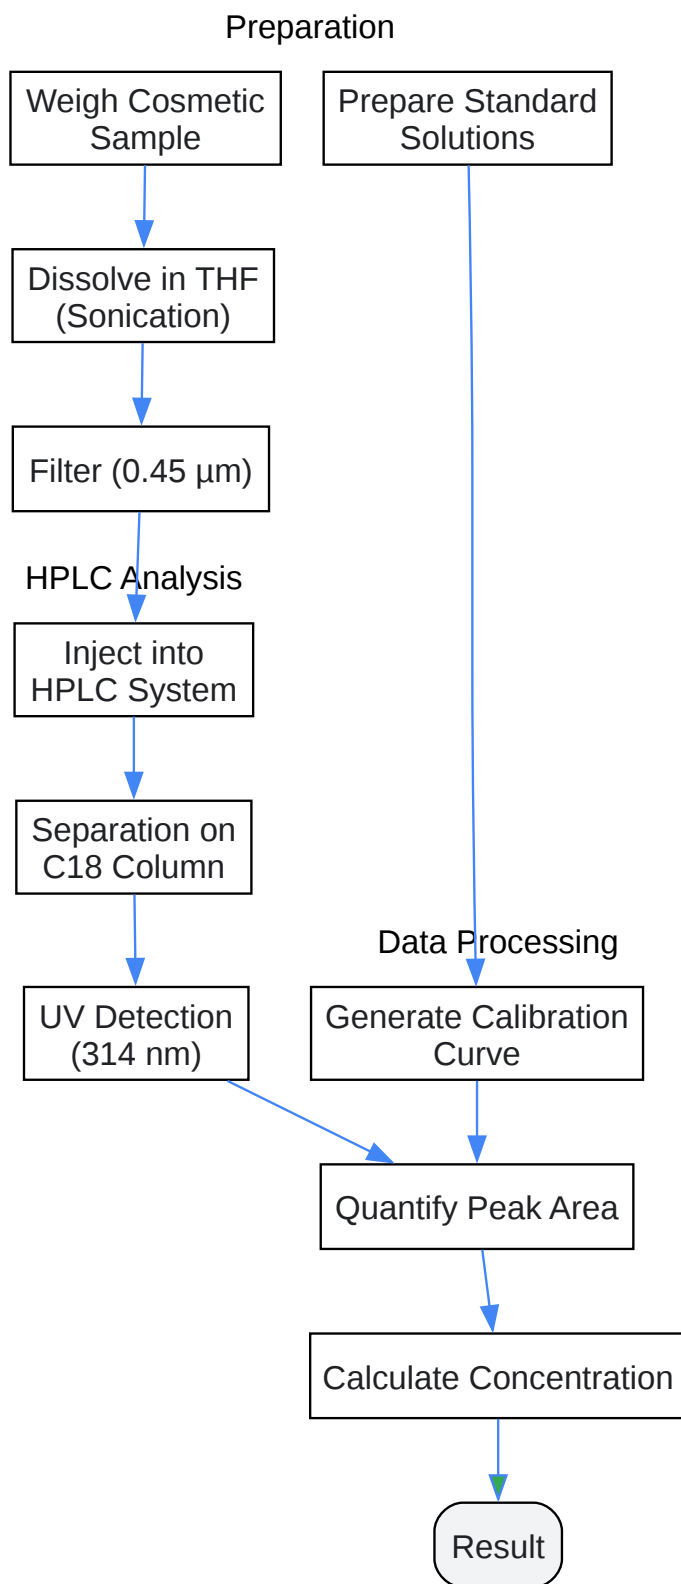 Preparation
Weigh Cosmetic
Sample
Prepare Standard
Solutions
Dissolve in THF
(Sonication)
Filter (0.45 µm)
HPLC Analysis
Inject into
HPLC System
Separation on
C18 Column
Data Processing
UV Detection
(314 nm)
Generate Calibration
Curve
Quantify Peak Area
Calculate Concentration
Result